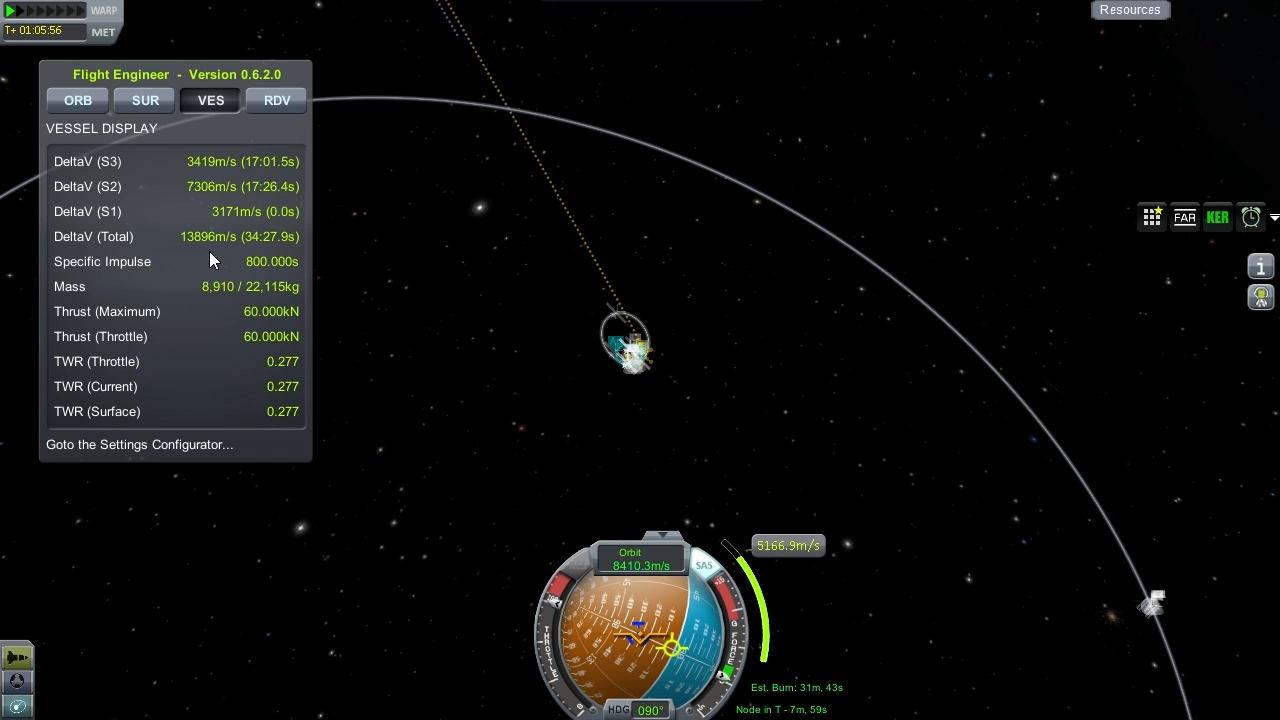 WARP
T+ 01:05:56
MET
Resources
Flight Engineer - Version 0.6.2.0
ORB SUR VES RDV
VESSEL DISPLAY
DeltaV (S3) 3419m/s (17:01.5s)
DeltaV (S2) 7306m/s (17:26.4s)
DeltaV (S1) 3171m/s (0.0s)
DeltaV (Total) 13896m/s (34:27.9s)
Specific Impulse 800.000s
Mass 8,910 / 22,115kg
Thrust (Maximum) 60.000kN
Thrust (Throttle) 60.000kN
TWR (Throttle) 0.277
TWR (Current) 0.277
TWR (Surface) 0.277
Goto the Settings Configurator...
FAR KER
Orbit
8410.3m/s
SAS
5166.9m/s
THROTTLE
G FORCE
HDG 090°
Est. Burn: 31m, 43s
Node in T - 7m, 59s